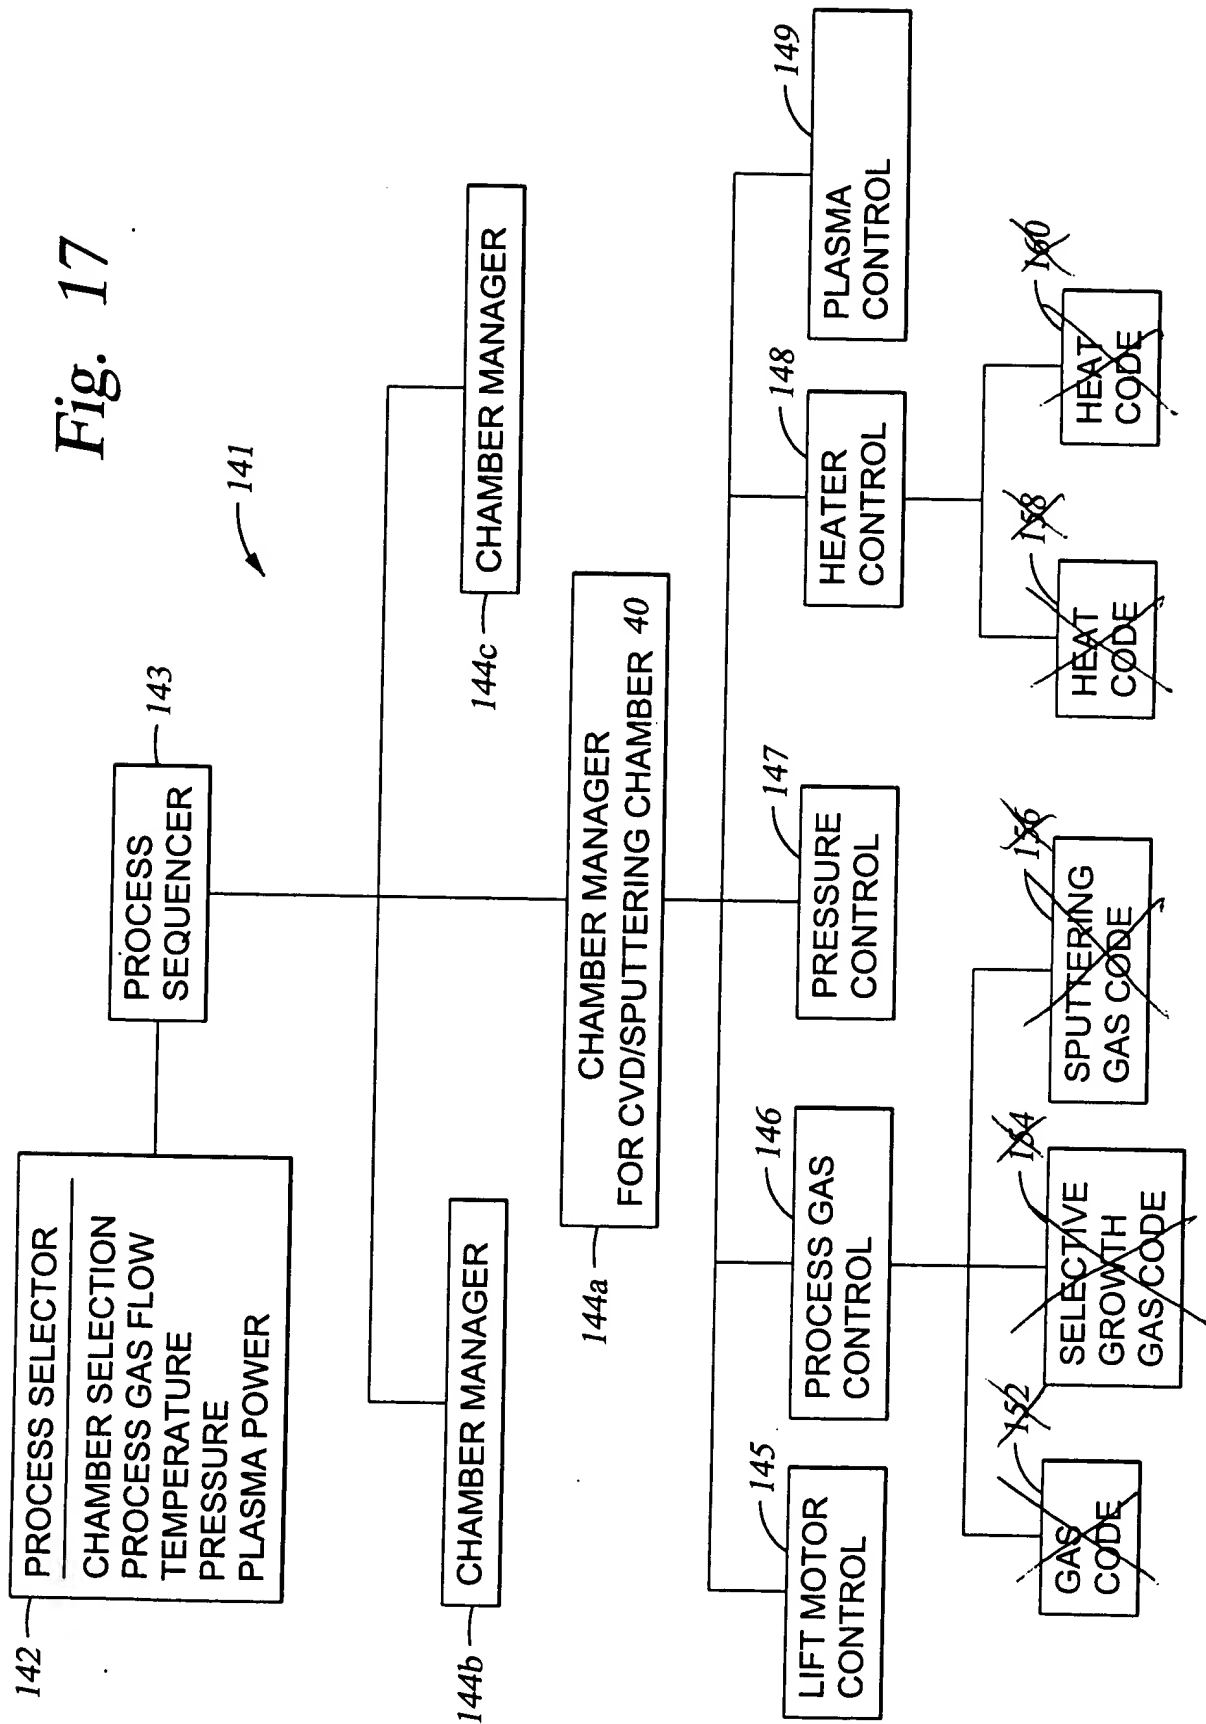 Fig. 17
141
142
PROCESS SELECTOR
CHAMBER SELECTION
PROCESS GAS FLOW
TEMPERATURE
PRESSURE
PLASMA POWER
143
PROCESS
SEQUENCER
144b
CHAMBER MANAGER
144c
CHAMBER MANAGER
144a
CHAMBER MANAGER
FOR CVD/SPUTTERING CHAMBER 40
145
LIFT MOTOR
CONTROL
146
PROCESS GAS
CONTROL
147
PRESSURE
CONTROL
148
HEATER
CONTROL
149
PLASMA
CONTROL
152
GAS
CODE
154
SELECTIVE
GROWTH
GAS CODE
156
SPUTTERING
GAS CODE
158
HEAT
CODE
160
HEAT
CODE